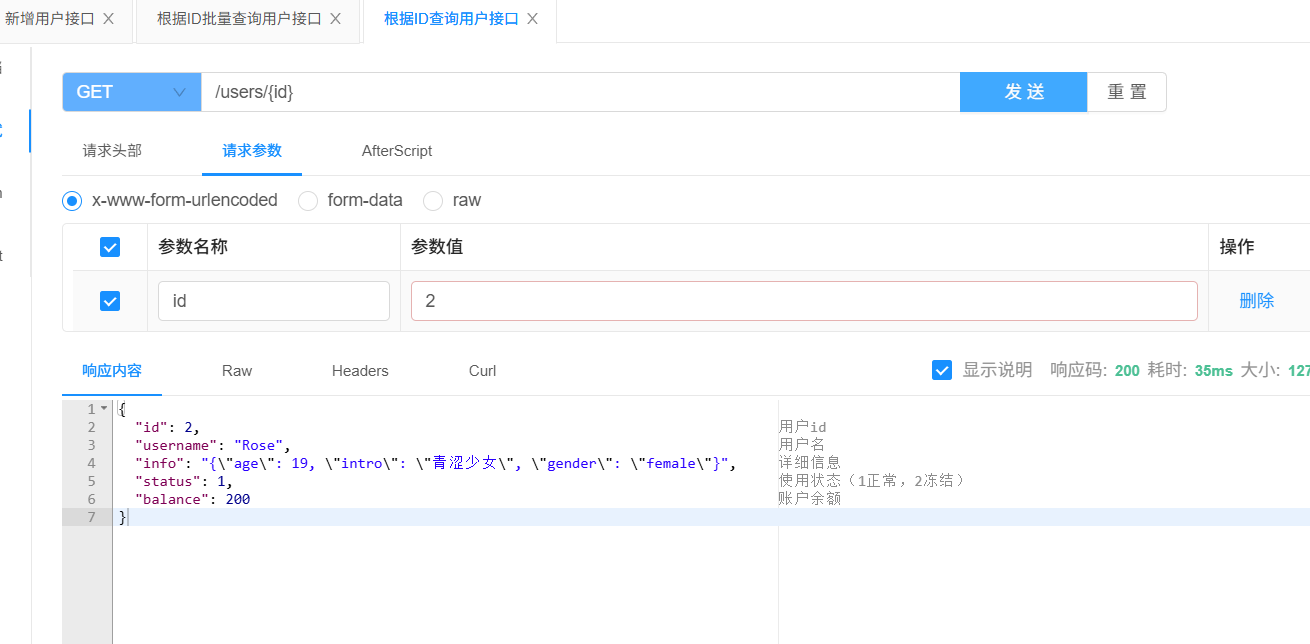 新增用户接口 根据ID批量查询用户接口 根据ID查询用户接口
GET /users/{id} 发 送 重 置
请求头部 请求参数 AfterScript
x-www-form-urlencoded form-data raw
参数名称 参数值 操作
id 2 删除
响应内容 Raw Headers Curl 显示说明 响应码: 200 耗时: 35ms 大小: 127
1 {
2 "id": 2, 用户id
3 "username": "Rose", 用户名
4 "info": "{\"age\": 19, \"intro\": \"青涩少女\", \"gender\": \"female\"}", 详细信息
5 "status": 1, 使用状态（1正常，2冻结）
6 "balance": 200 账户余额
7 }